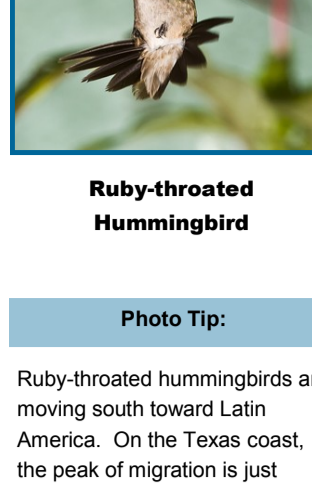 Ruby-throated
Hummingbird
Photo Tip:
Ruby-throated hummingbirds
moving south toward Latin
America. On the Texas coast,
the peak of migration is just